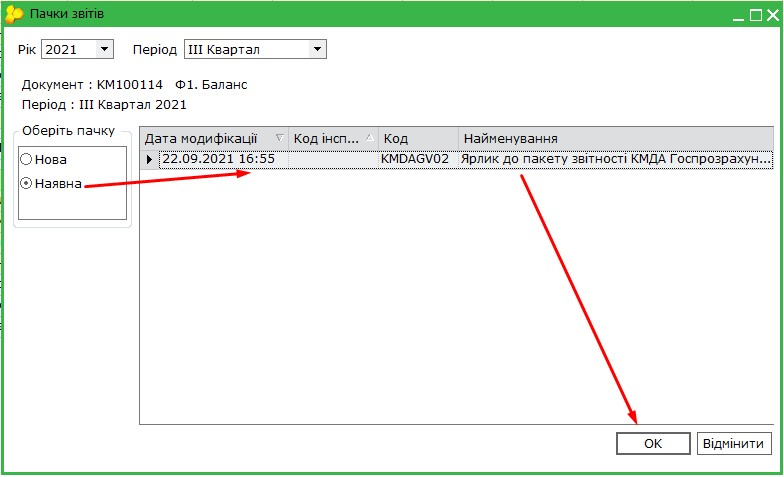 Пачки звітів
Рік 2021 Період III Квартал
Документ : KM100114 Ф1. Баланс
Період : III Квартал 2021
Оберіть пачку
Нова
Наявна
Дата модифікації Код інсп... Код Найменування
22.09.2021 16:55 KMDAGV02 Ярлик до пакету звітності КМДА Госпрозрахун...
OK Відмінити